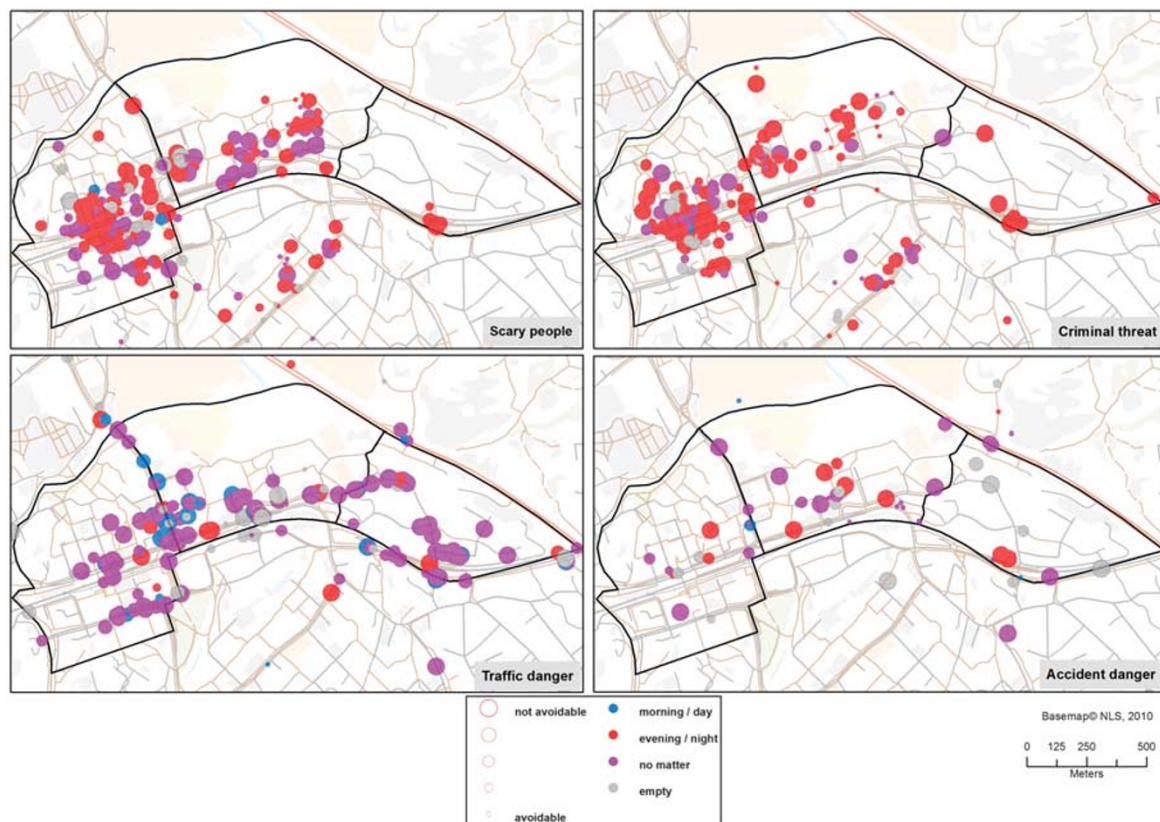 Scary people
Criminal threat
Traffic danger
Accident danger
not avoidable
avoidable
morning / day
evening / night
no matter
empty
Basemap© NLS, 2010
0 125 250 500
Meters